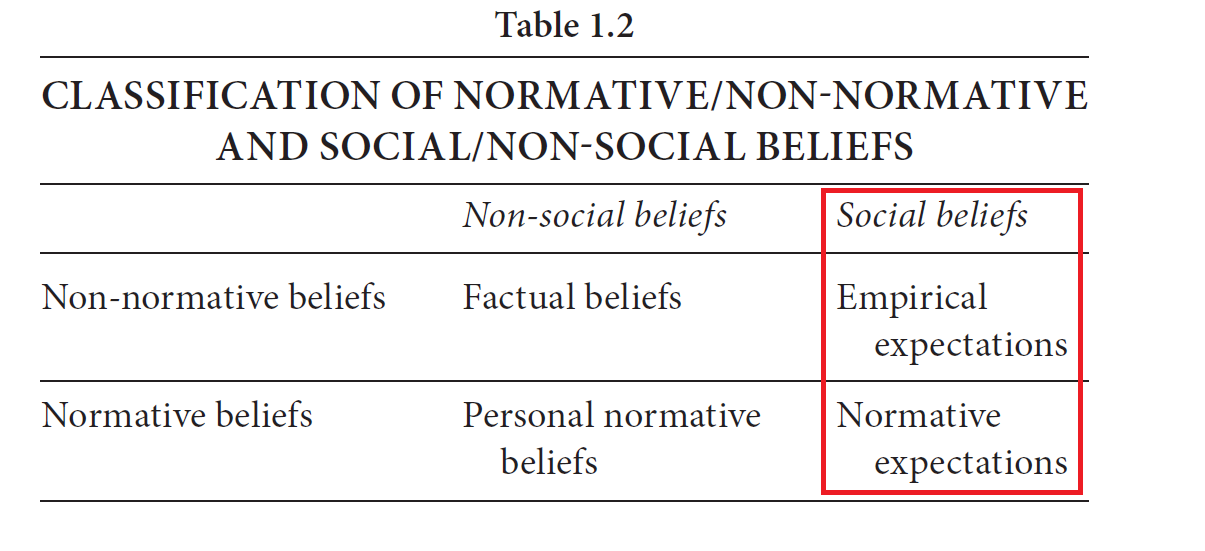 Table 1.2
CLASSIFICATION OF NORMATIVE/NON-NORMATIVE
AND SOCIAL/NON-SOCIAL BELIEFS
Non-social beliefs Social beliefs
Non-normative beliefs Factual beliefs Empirical
expectations
Normative beliefs Personal normative Normative
beliefs expectations